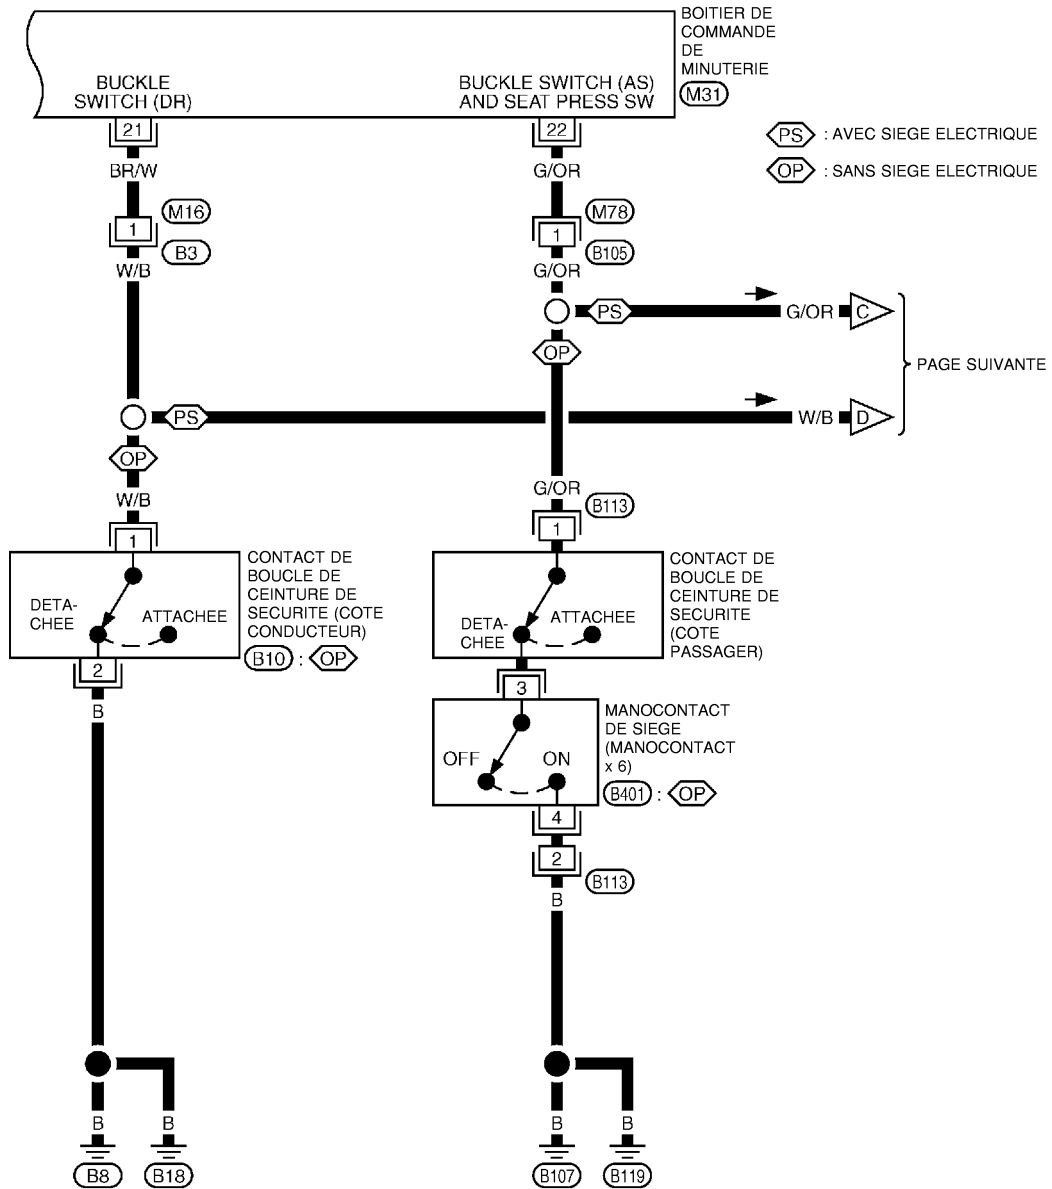 BOITIER DE
COMMANDE
DE
MINUTERIE
M31
BUCKLE
SWITCH (DR)
BUCKLE SWITCH (AS)
AND SEAT PRESS SW
21
22
PS : AVEC SIEGE ELECTRIQUE
OP : SANS SIEGE ELECTRIQUE
BR/W
G/OR
M16
M78
1
1
B3
B105
W/B
G/OR
PS
G/OR
C
OP
PAGE SUIVANTE
PS
W/B
D
OP
W/B
G/OR
B113
1
1
CONTACT DE
BOUCLE DE
CEINTURE DE
SECURITE (COTE
CONDUCTEUR)
B10 : OP
DETA-
CHEE
ATTACHEE
CONTACT DE
BOUCLE DE
CEINTURE DE
SECURITE
(COTE
PASSAGER)
DETA-
CHEE
ATTACHEE
2
3
B
MANOCONTACT
DE SIEGE
(MANOCONTACT
x 6)
B401 : OP
OFF
ON
4
2
B113
B
B
B
B
B
B8
B18
B107
B119